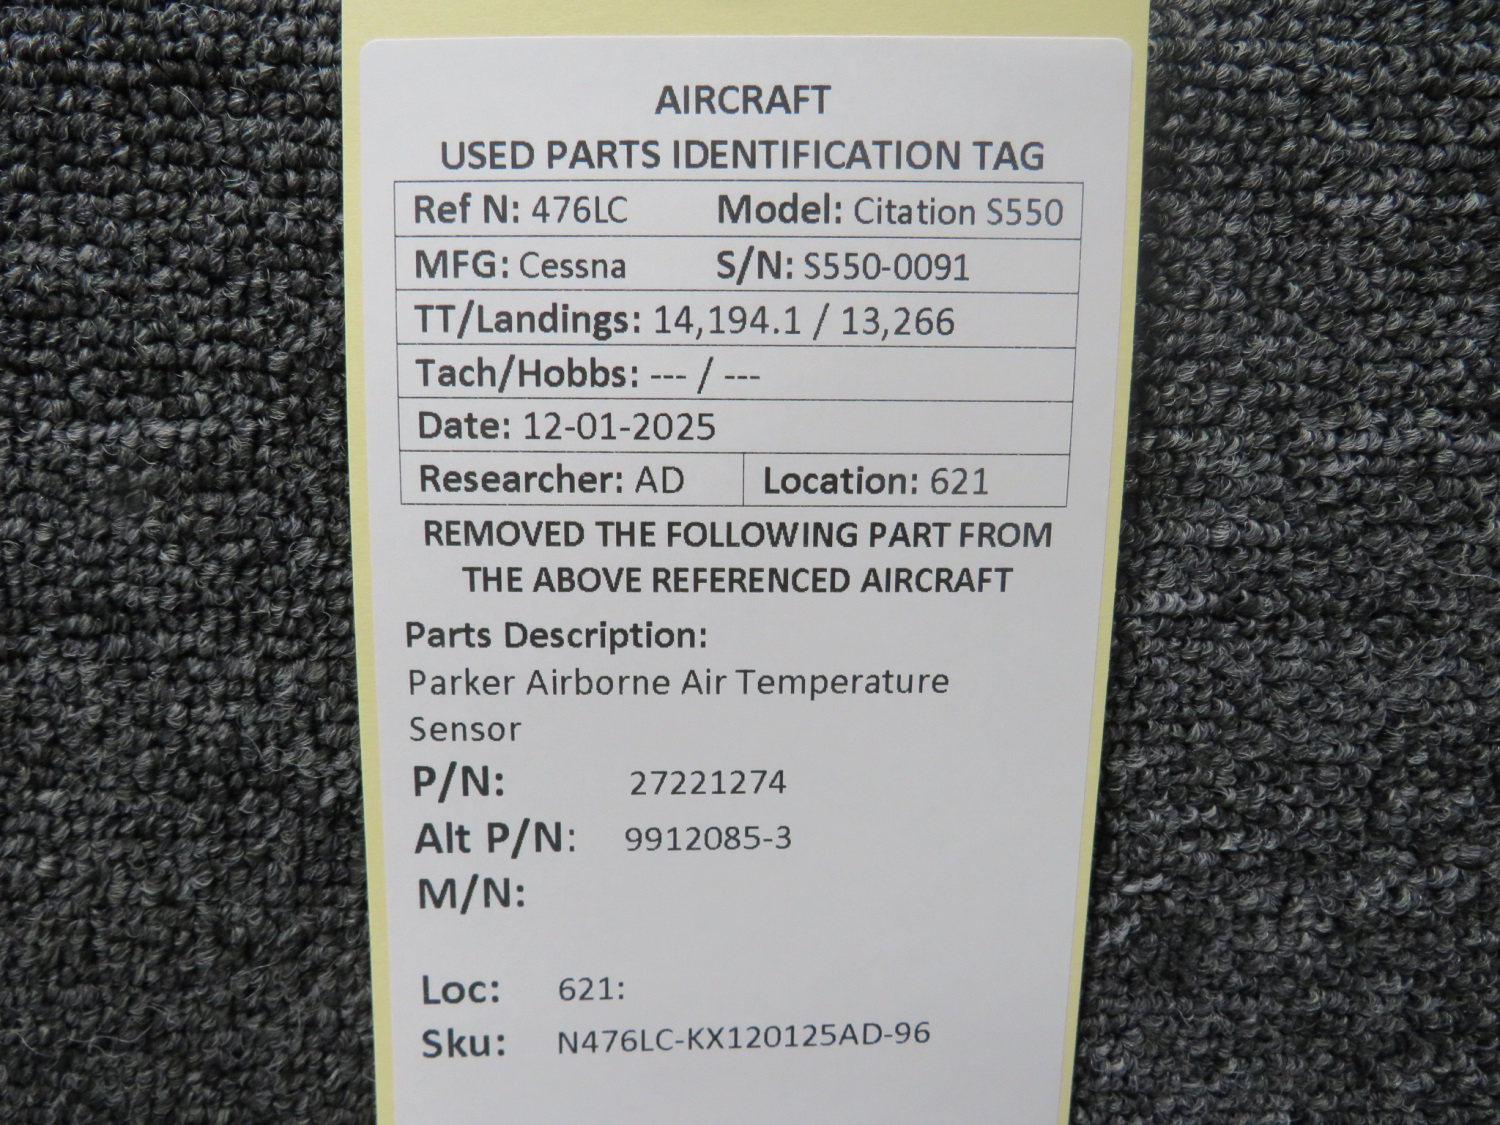 AIRCRAFT
USED PARTS IDENTIFICATION TAG
Ref N: 476LC Model: Citation S550
MFG: Cessna S/N: S550-0091
TT/Landings: 14,194.1 / 13,266
Tach/Hobbs: --- / ---
Date: 12-01-2025
Researcher: AD Location: 621
REMOVED THE FOLLOWING PART FROM
THE ABOVE REFERENCED AIRCRAFT
Parts Description:
Parker Airborne Air Temperature
Sensor
P/N: 27221274
Alt P/N: 9912085-3
M/N:
Loc: 621:
Sku: N476LC-KX120125AD-96